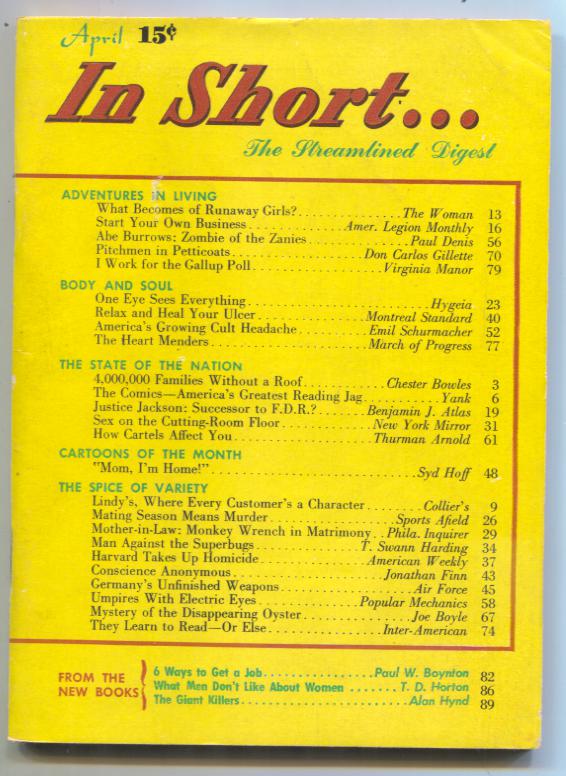 April 15¢
In Short...
The Streamlined Digest
ADVENTURES IN LIVING
What Becomes of Runaway Girls?.................The Woman 13
Start Your Own Business.............Amer. Legion Monthly 16
Abe Burrows: Zombie of the Zanies..............Paul Denis 56
Pitchmen in Petticoats.................Don Carlos Gillette 70
I Work for the Gallup Poll.................Virginia Manor 79
BODY AND SOUL
One Eye Sees Everything.......................Hygeia 23
Relax and Heal Your Ulcer..............Montreal Standard 40
America's Growing Cult Headache.........Emil Schurmacher 52
The Heart Menders....................March of Progress 77
THE STATE OF THE NATION
4,000,000 Families Without a Roof..........Chester Bowles 3
The Comics—America's Greatest Reading Jag..........Yank 6
Justice Jackson: Successor to F.D.R.?.......Benjamin J. Atlas 19
Sex on the Cutting-Room Floor..........New York Mirror 31
How Cartels Affect You................Thurman Arnold 61
CARTOONS OF THE MONTH
"Mom, I'm Home!".........................Syd Hoff 48
THE SPICE OF VARIETY
Lindy's, Where Every Customer's a Character.......Collier's 9
Mating Season Means Murder..............Sports Afield 26
Mother-in-Law: Monkey Wrench in Matrimony..Phila. Inquirer 29
Man Against the Superbugs.............T. Swann Harding 34
Harvard Takes Up Homicide.............American Weekly 37
Conscience Anonymous.................Jonathan Finn 43
Germany's Unfinished Weapons...............Air Force 45
Umpires With Electric Eyes............Popular Mechanics 58
Mystery of the Disappearing Oyster............Joe Boyle 67
They Learn to Read—Or Else.............Inter-American 74
FROM THE
NEW BOOKS
6 Ways to Get a Job................Paul W. Boynton 82
What Men Don't Like About Women.......T. D. Horton 86
The Giant Killers......................Alan Hynd 89